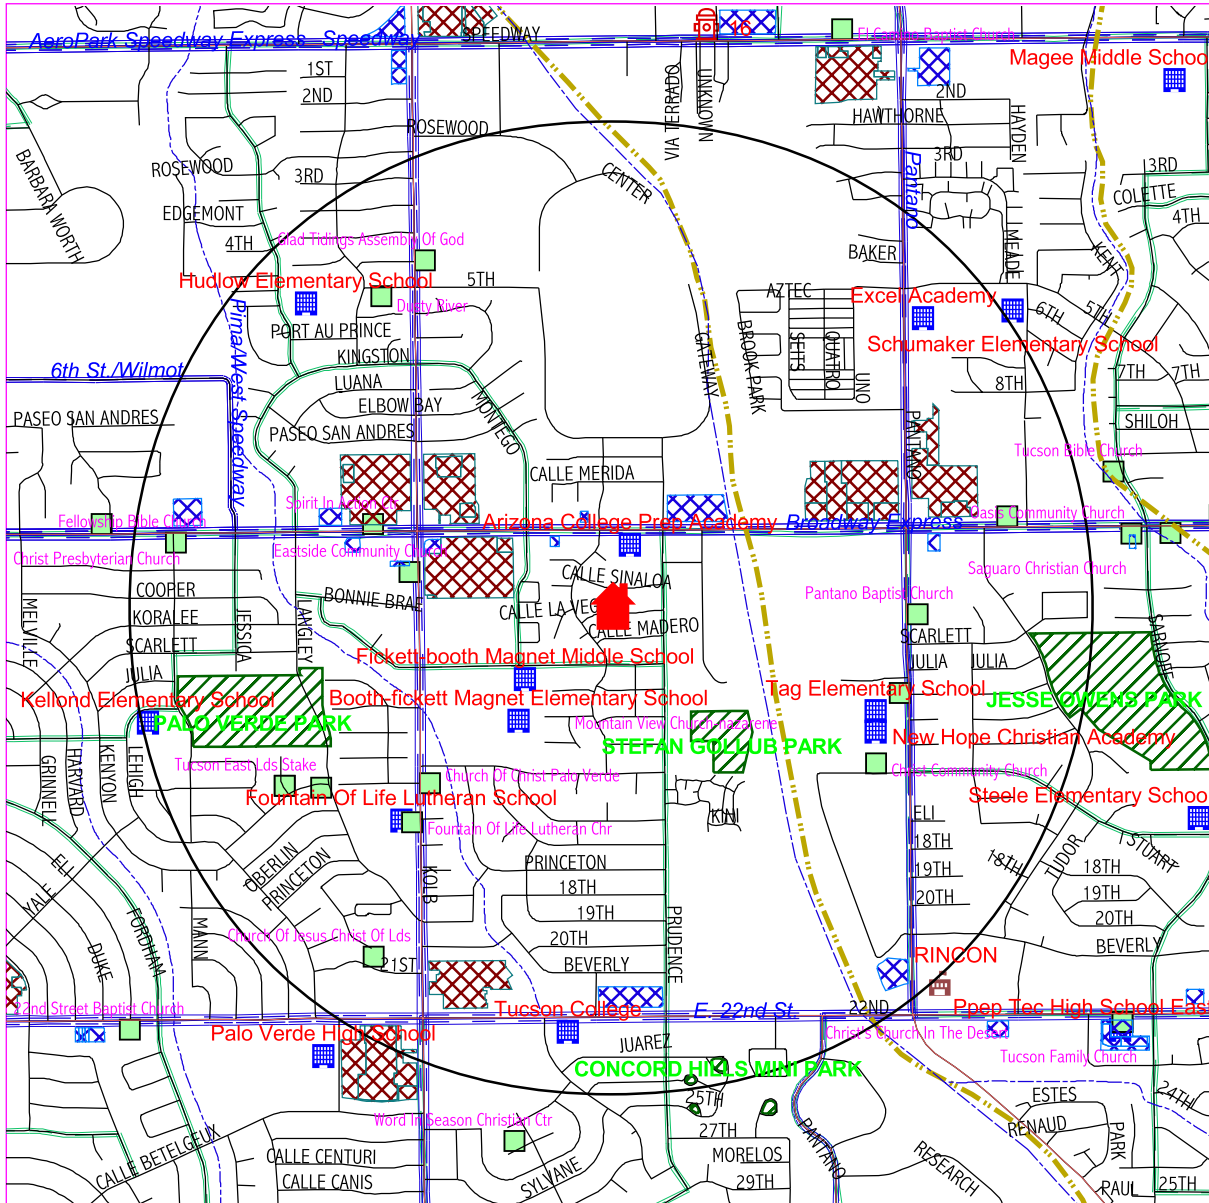 16
El Camino Baptist Church
AeroPark Speedway Express Speedway
SPEEDWAY
Magee Middle School
1ST
2ND
VIA TERRADO
UNKNOWN
2ND
HAWTHORNE
HAYDEN
ROSEWOOD
3RD
BARBARA WORTH
ROSEWOOD
3RD
CENTER
Pantano
3RD
COLETTE
EDGEMONT
4TH
4TH
Glad Tidings Assembly Of God
BAKER
MEADE
KENT
Hudlow Elementary School
5TH
AZTEC
Excel Academy
Dusty River
6TH
5TH
PORT AU PRINCE
Pima/West Speedway
GATEWAY
BROOK PARK
SEITS
QUATRO
UNO
Schumaker Elementary School
KINGSTON
6th St./Wilmot
LUANA
8TH
7TH
7TH
ELBOW BAY
MONTEGO
PASEO SAN ANDRES
PASEO SAN ANDRES
PANTANO
SHILOH
Tucson Bible Church
CALLE MERIDA
Spirit In Action Ctr
Fellowship Bible Church
Arizona College Prep Academy
Broadway Express
Oasis Community Church
Christ Presbyterian Church
Eastside Community Church
Saguaro Christian Church
CALLE SINALOA
COOPER
BONNIE BRAE
Pantano Baptist Church
MELVILLE
KORALEE
JESSICA
LANGLEY
CALLE LA VEGA
CALLE MADERO
SCARLETT
SARNOFF
SCARLETT
JULIA
JULIA
JULIA
Fickett-booth Magnet Middle School
Kellond Elementary School
Booth-fickett Magnet Elementary School
Tag Elementary School
JESSE OWENS PARK
PALO VERDE PARK
Mountain View Church-nazarene
STEFAN GOLLUB PARK
New Hope Christian Academy
GRINNELL
HARVARD
KENYON
LEHIGH
Tucson East Lds Stake
Church Of Christ Palo Verde
Christ Community Church
Fountain Of Life Lutheran School
Steele Elementary School
Fountain Of Life Lutheran Chr
KINI
ELI
18TH
18TH
TUDOR
STUART
YALE
ELI
OBERLIN
PRINCETON
KOLB
PRINCETON
19TH
18TH
18TH
19TH
20TH
19TH
20TH
DUKE
FORDHAM
MANN
Church Of Jesus Christ Of Lds
20TH
PRUDENCE
BEVERLY
21ST
BEVERLY
RINCON
22nd Street Baptist Church
Tucson College
E. 22nd St.
22ND
Ppep Tec High School East
Palo Verde High School
JUAREZ
Christ's Church In The Desert
Tucson Family Church
CONCORD HILLS MINI PARK
25TH
ESTES
24TH
Word In Season Christian Ctr
27TH
PANTANO
RENAUD
PARK
CALLE BETELGEUX
CALLE CENTURI
MORELOS
RESEARCH
CALLE CANIS
SYLVANE
29TH
PAUL
25TH